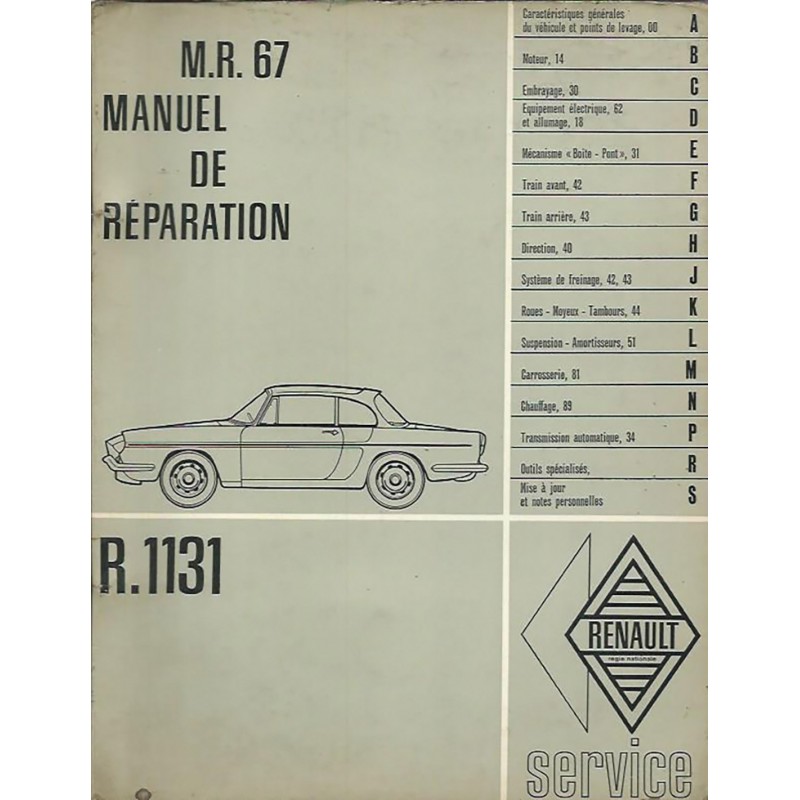 M.R. 67
MANUEL
DE
RÉPARATION
Caractéristiques générales
du véhicule et points de levage, 00 A
Moteur, 14 B
Embrayage, 30 C
Equipement électrique, 62
et allumage, 18 D
Mécanisme « Boite - Pont », 31 E
Train avant, 42 F
Train arrière, 43 G
Direction, 40 H
Système de freinage, 42, 43 J
Roues - Moyeux - Tambours, 44 K
Suspension - Amortisseurs, 51 L
Carrosserie, 81 M
Chauffage, 89 N
Transmission automatique, 34 P
Outils spécialisés, R
Mise à jour
et notes personnelles S
R.1131
RENAULT
régie nationale
service